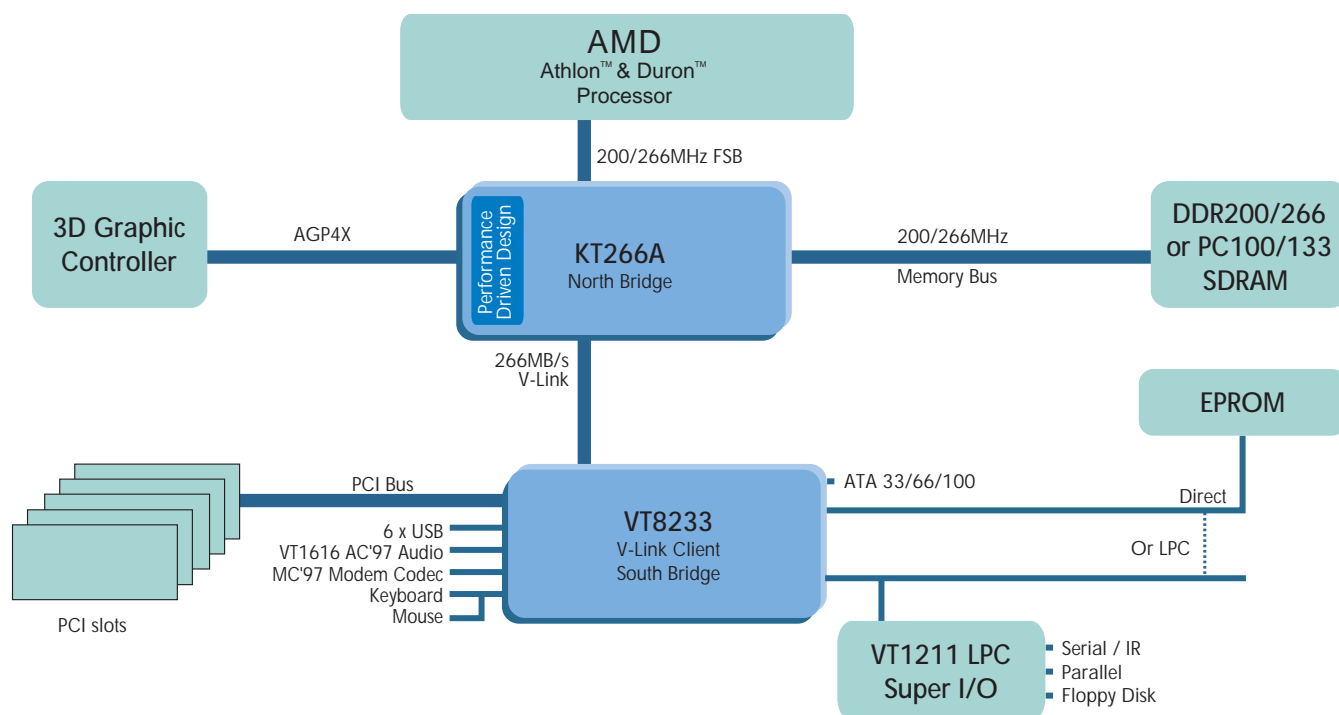 AMD
Athlon™ & Duron™
Processor
200/266MHz FSB
3D Graphic
Controller
AGP4X
Performance
Driven Design
KT266A
North Bridge
200/266MHz
Memory Bus
DDR200/266
or PC100/133
SDRAM
266MB/s
V-Link
EPROM
PCI Bus
ATA 33/66/100
Direct
6 x USB
VT1616 AC'97 Audio
MC'97 Modem Codec
Keyboard
Mouse
VT8233
V-Link Client
South Bridge
Or LPC
PCI slots
VT1211 LPC
Super I/O
Serial / IR
Parallel
Floppy Disk